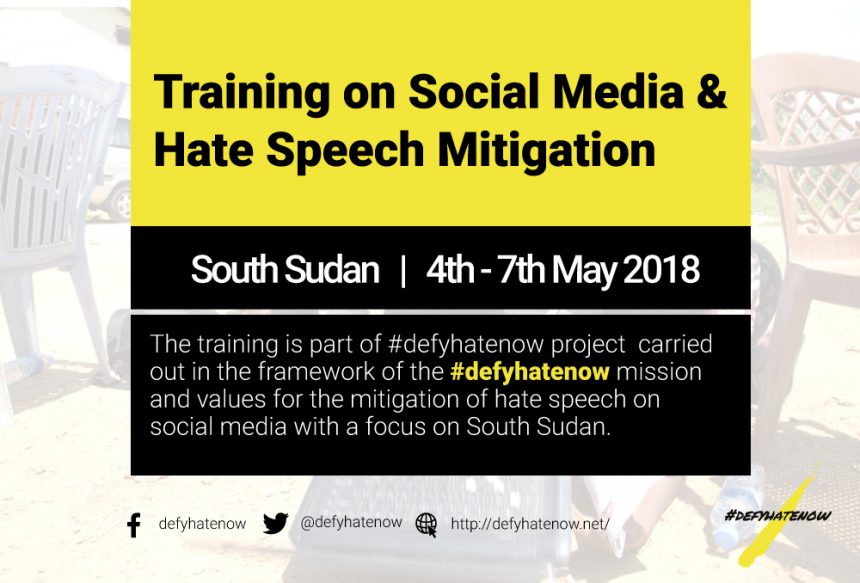 Training on Social Media &
Hate Speech Mitigation
South Sudan | 4th - 7th May 2018
The training is part of #defyhatenow project carried
out in the framework of the #defyhatenow mission
and values for the mitigation of hate speech on
social media with a focus on South Sudan.
defyhatenow @defyhatenow http://defyhatenow.net/
#DEFYHATENOW